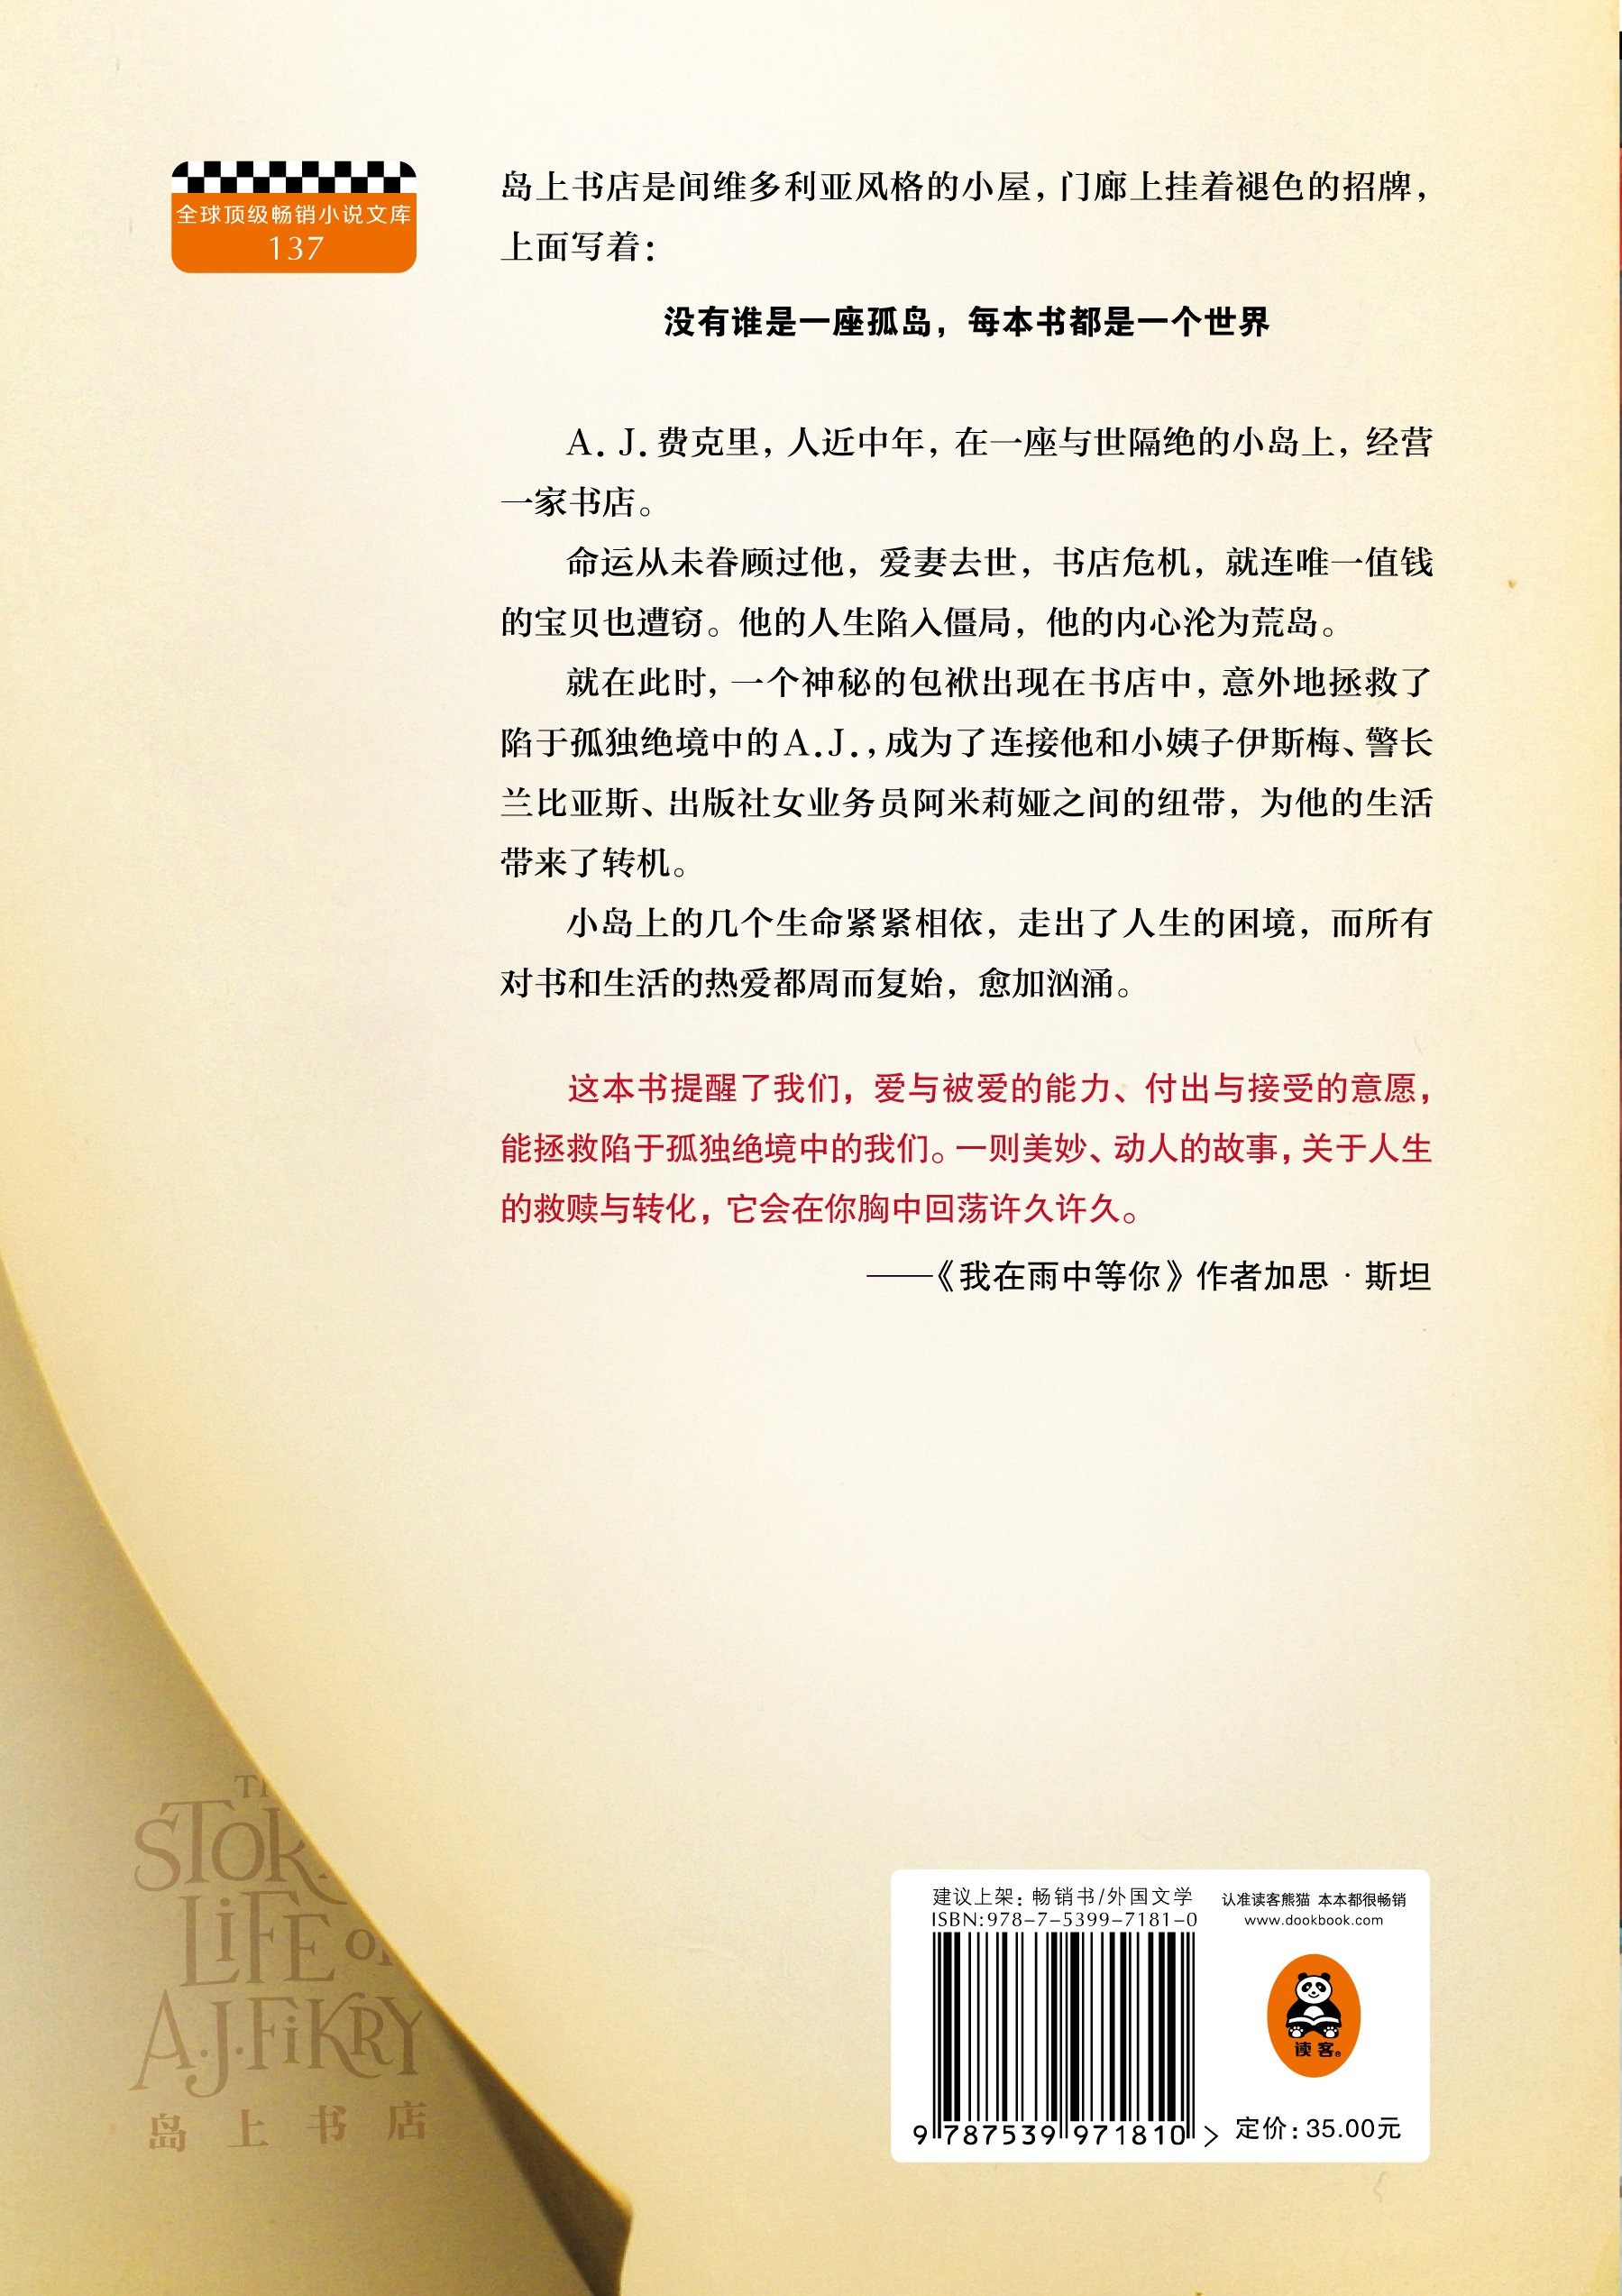 全球顶级畅销小说文库
137
岛上书店是间维多利亚风格的小屋，门廊上挂着褪色的招牌，
上面写着：
没有谁是一座孤岛，每本书都是一个世界
A. J. 费克里，人近中年，在一座与世隔绝的小岛上，经营
一家书店。
命运从未眷顾过他，爱妻去世，书店危机，就连唯一值钱
的宝贝也遭窃。他的人生陷入僵局，他的内心沦为荒岛。
就在此时，一个神秘的包袱出现在书店中，意外地拯救了
陷于孤独绝境中的A.J.，成为了连接他和小姨子伊斯梅、警长
兰比亚斯、出版社女业务员阿米莉娅之间的纽带，为他的生活
带来了转机。
小岛上的几个生命紧紧相依，走出了人生的困境，而所有
对书和生活的热爱都周而复始，愈加汹涌。
这本书提醒了我们，爱与被爱的能力、付出与接受的意愿，
能拯救陷于孤独绝境中的我们。一则美妙、动人的故事，关于人生
的救赎与转化，它会在你胸中回荡许久许久。
——《我在雨中等你》作者加思·斯坦
LiFE
A.J.FiKRY
岛上书店
建议上架：畅销书/外国文学
ISBN:978-7-5399-7181-0
9 787539 971810 >
认准读客熊猫 本本都很畅销
www.dookbook.com
读客®
定价：35.00元